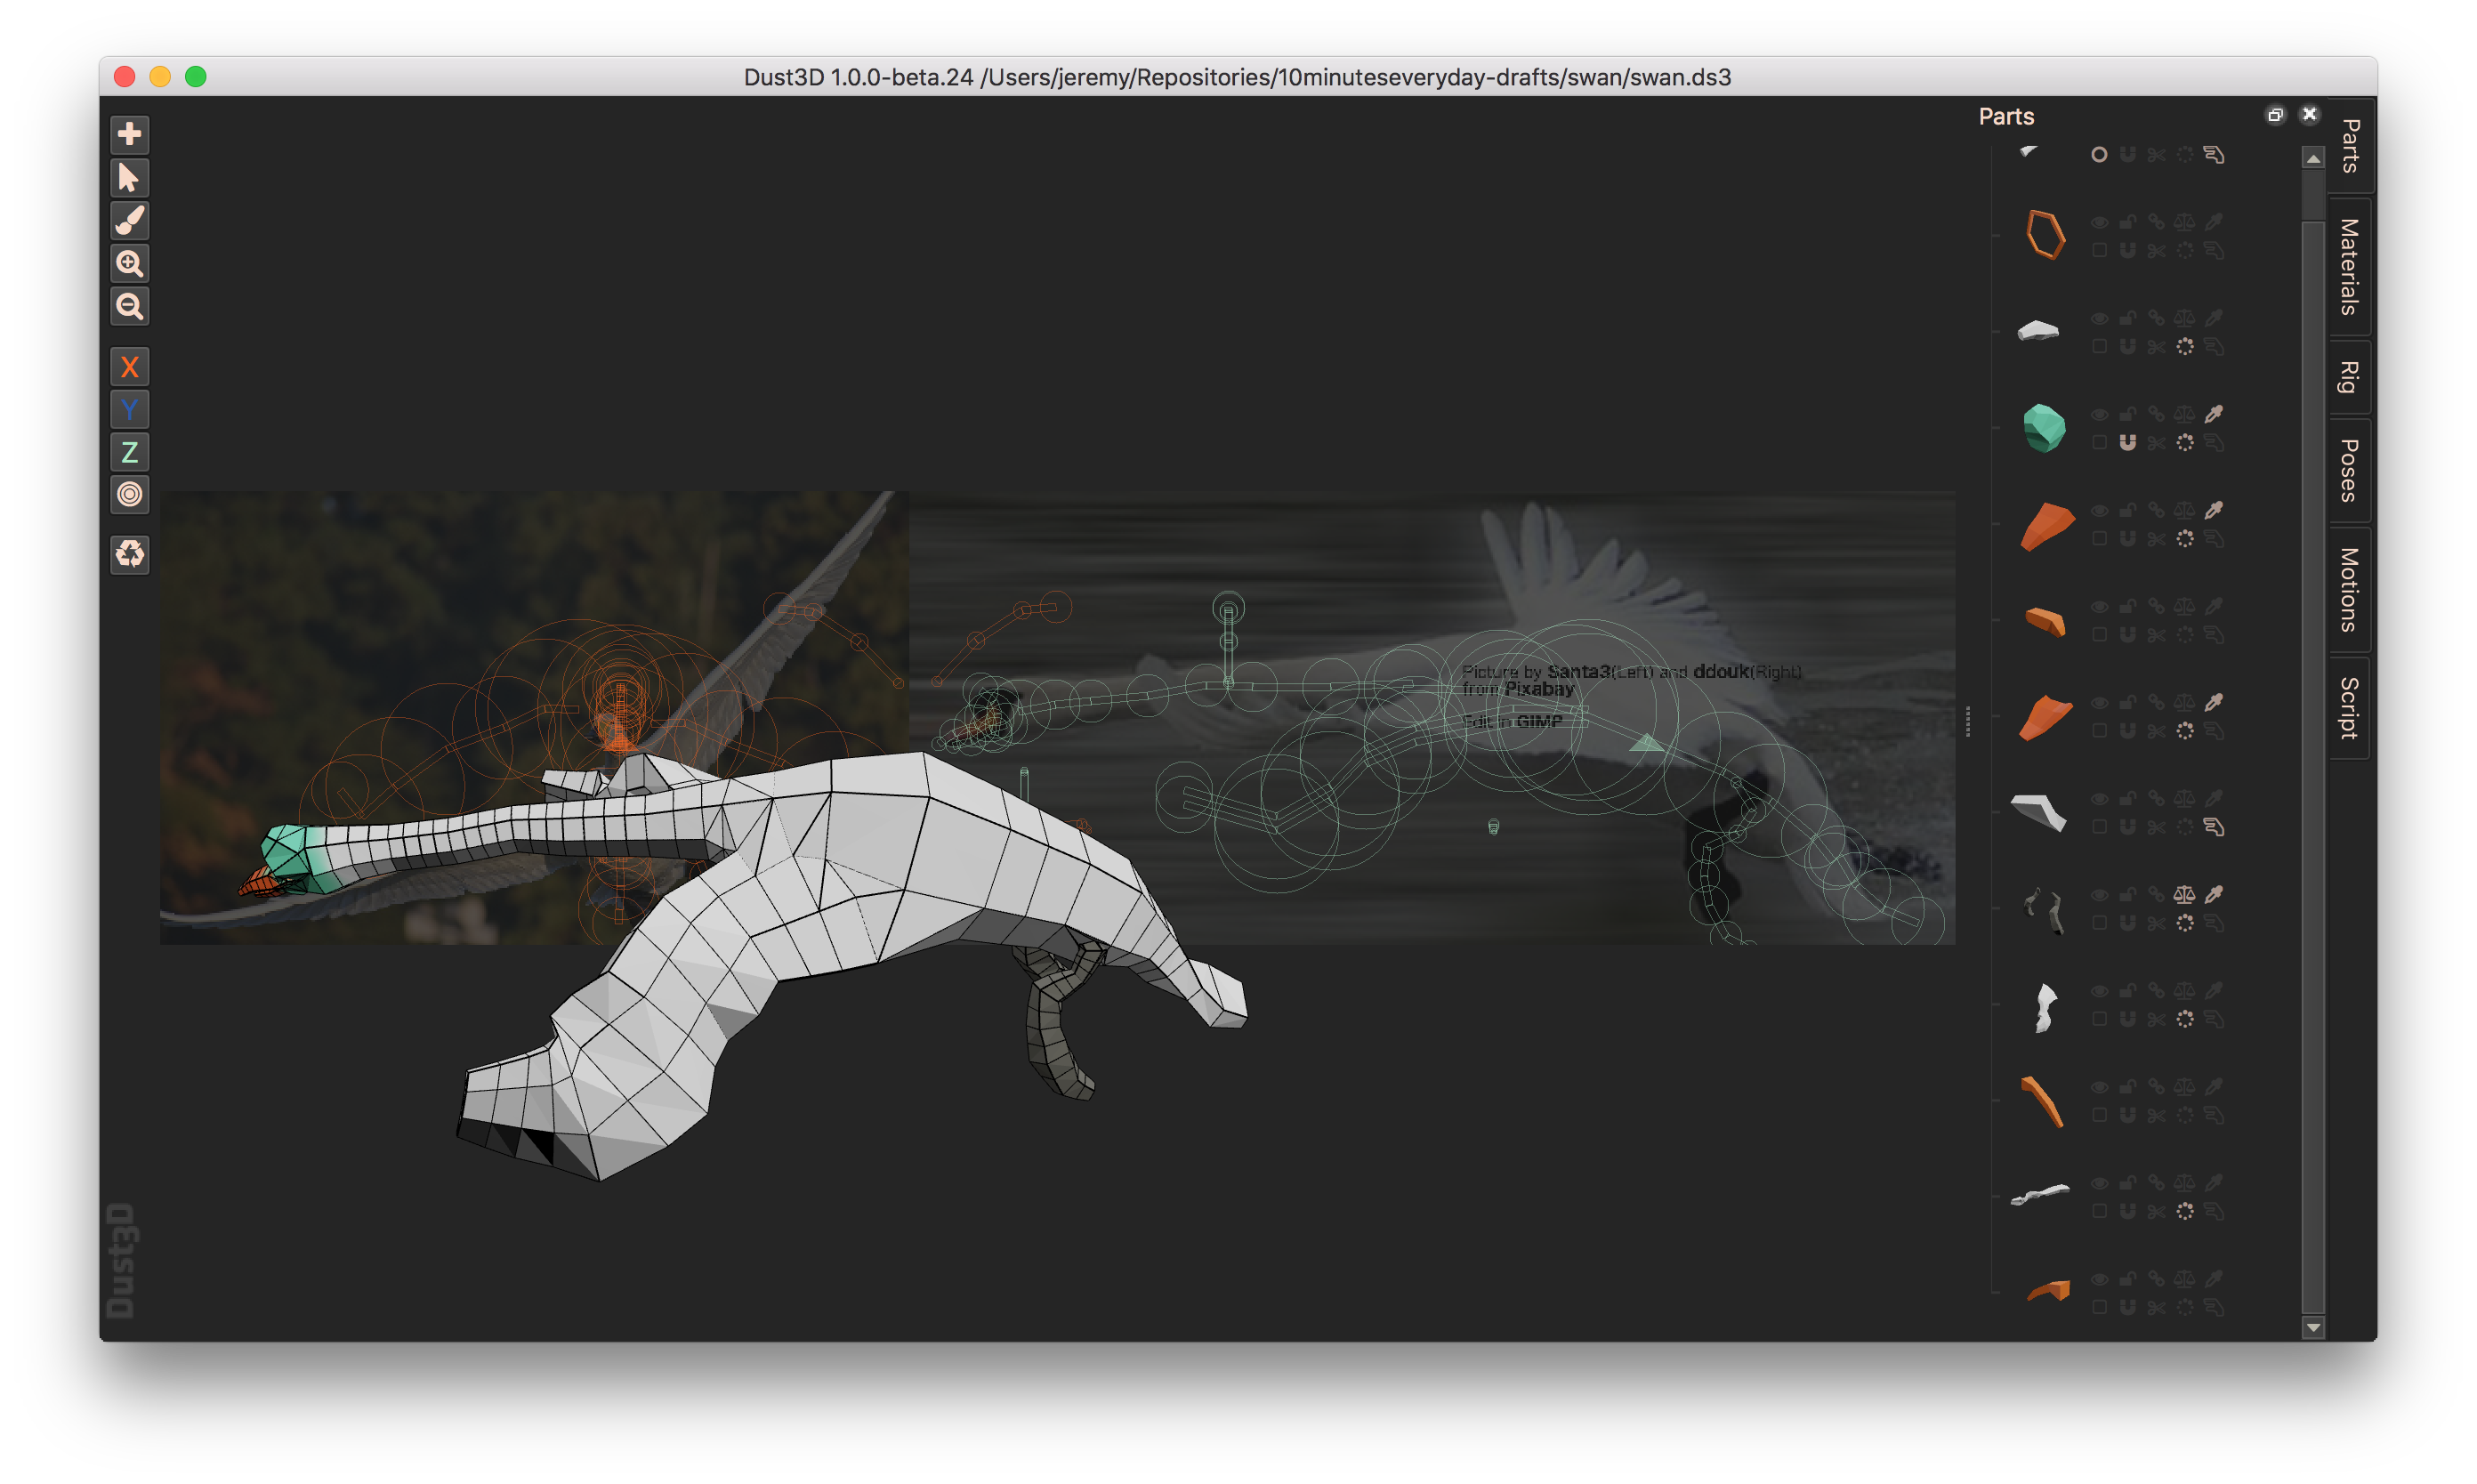 Dust3D 1.0.0-beta.24 /Users/jeremy/Repositories/10minuteseveryday-drafts/swan/swan.ds3
Parts
X
Y
Z
Picture by Santa3(Left) and ddouk(Right)
from Pixabay
Edit in GIMP
Parts
Materials
Rig
Poses
Motions
Script
Dust3D